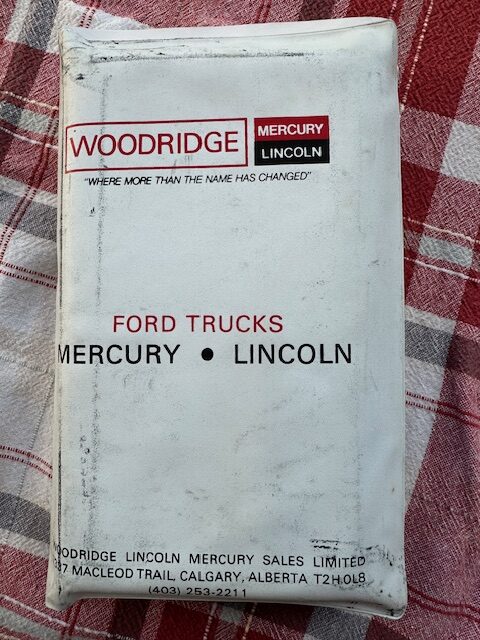 WOODRIDGE
MERCURY
LINCOLN
"WHERE MORE THAN THE NAME HAS CHANGED"
FORD TRUCKS
MERCURY • LINCOLN
WOODRIDGE LINCOLN MERCURY SALES LIMITED
MACLEOD TRAIL, CALGARY, ALBERTA T2H 0L8
(403) 253-2211